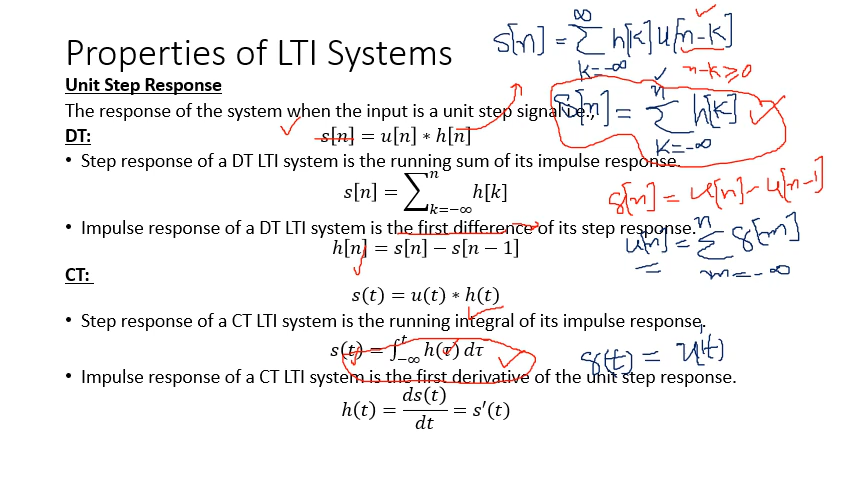 Properties of LTI Systems
s[n] = ∞∑k=-∞ h[k] u[n-k]
n-k≥0
Unit Step Response
The response of the system when the input is a unit step signal i.e.,
s[n] = n∑k=-∞ h[k]
DT:
s[n] = u[n] ∗ h[n]
• Step response of a DT LTI system is the running sum of its impulse response.
s[n] = ∑_{k=−∞}^{n} h[k]
δ[n] = u[n] - u[n-1]
• Impulse response of a DT LTI system is the first difference of its step response.
u[n] = n∑m=-∞ δ[m]
h[n] = s[n] − s[n − 1]
CT:
s(t) = u(t) ∗ h(t)
• Step response of a CT LTI system is the running integral of its impulse response,
s(t) = ∫_{−∞}^{t} h(τ) dτ
δ(t) = u'(t)
• Impulse response of a CT LTI system is the first derivative of the unit step response.
h(t) = ds(t)/dt = s′(t)